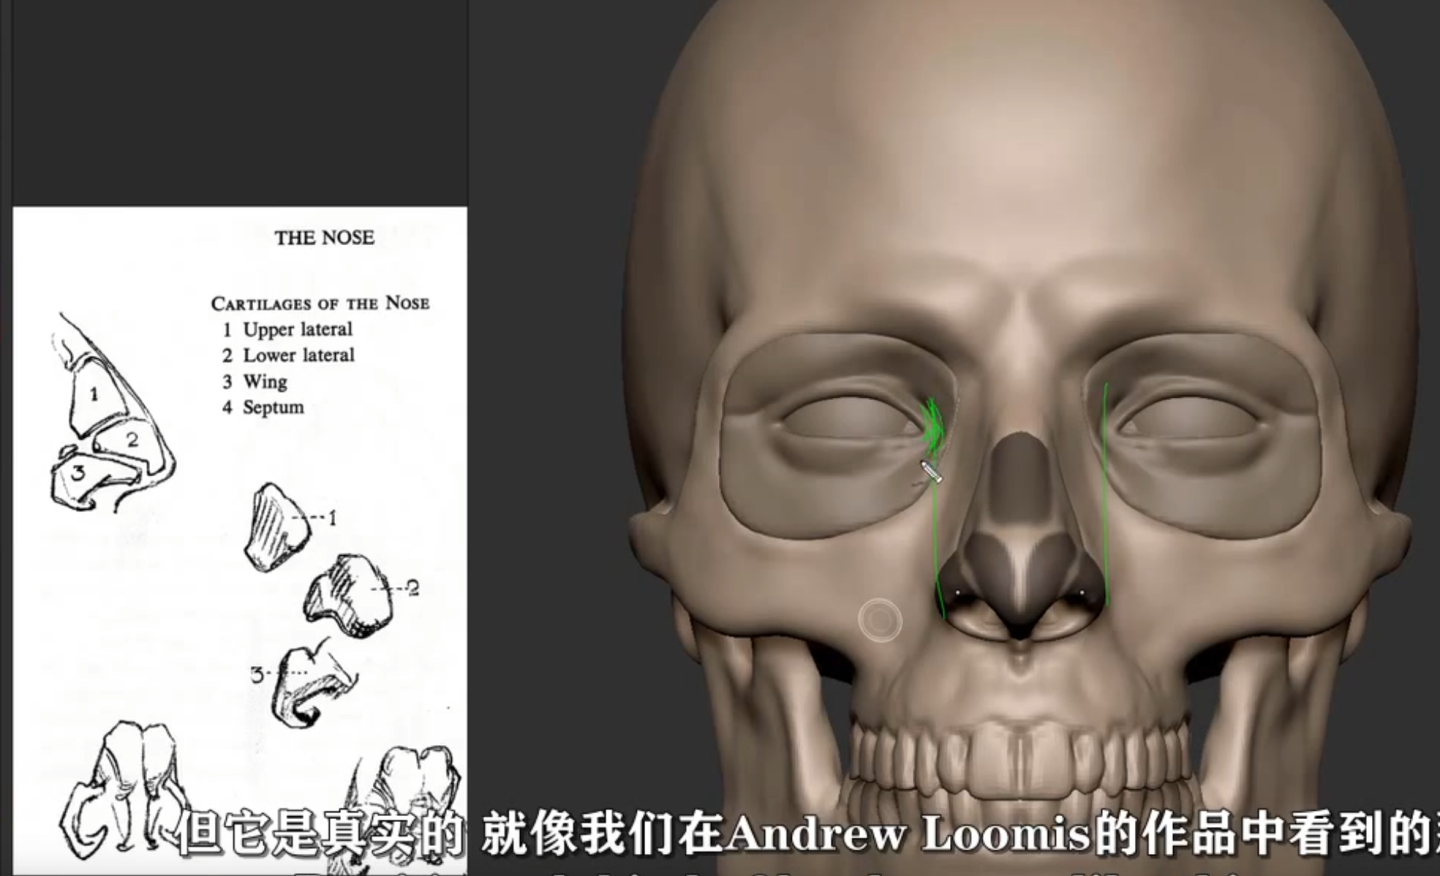 THE NOSE
CARTILAGES OF THE NOSE
1 Upper lateral
2 Lower lateral
3 Wing
4 Septum
1
2
3
1
2
3
但它是真实的 就像我们在Andrew Loomis的作品中看到的